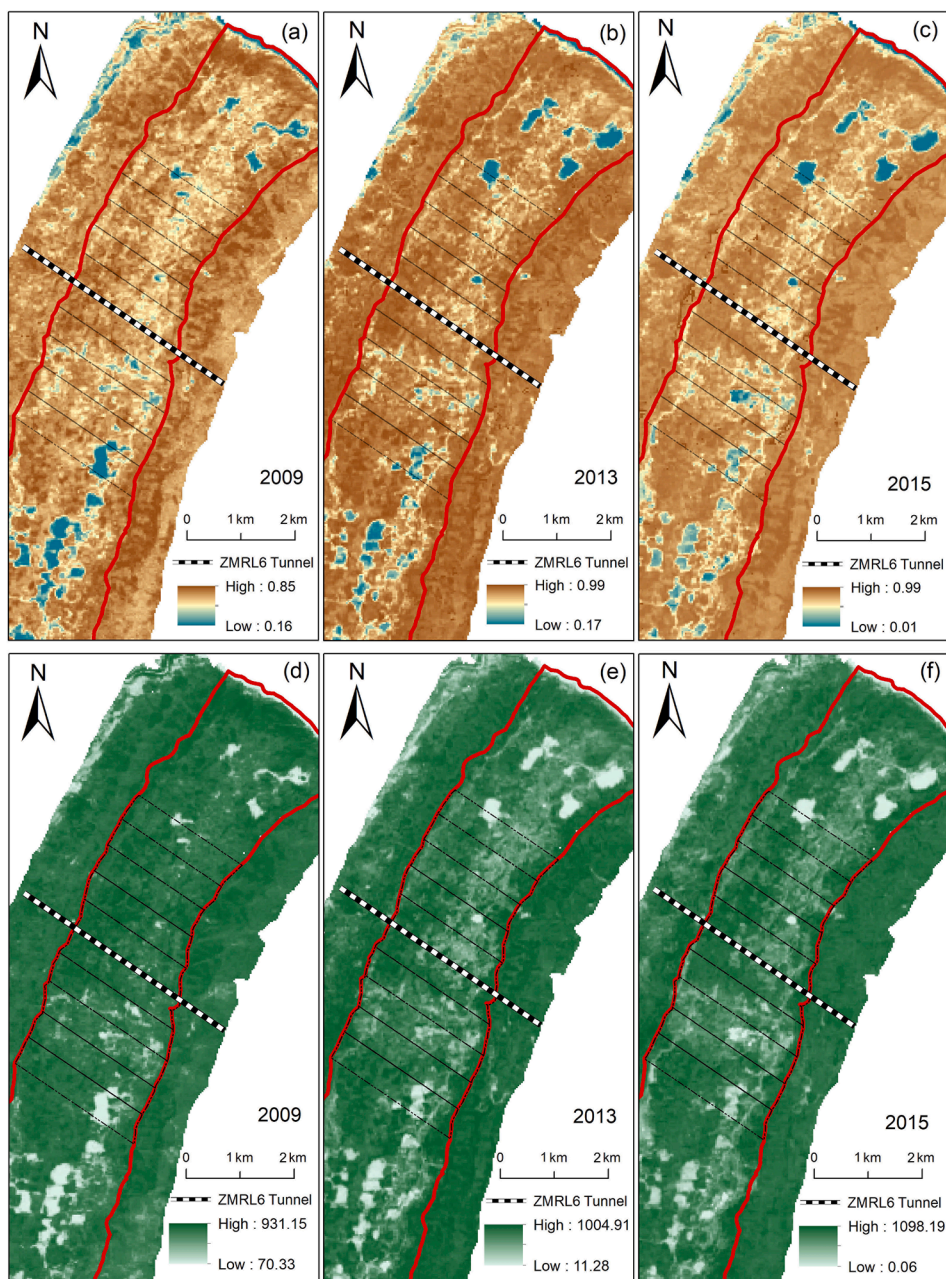 N
(a)
2009
0 1 km 2 km
ZMRL6 Tunnel
High : 0.85
Low : 0.16
N
(b)
2013
0 1 km 2 km
ZMRL6 Tunnel
High : 0.99
Low : 0.17
N
(c)
2015
0 1 km 2 km
ZMRL6 Tunnel
High : 0.99
Low : 0.01
N
(d)
2009
0 1 km 2 km
ZMRL6 Tunnel
High : 931.15
Low : 70.33
N
(e)
2013
0 1 km 2 km
ZMRL6 Tunnel
High : 1004.91
Low : 11.28
N
(f)
2015
0 1 km 2 km
ZMRL6 Tunnel
High : 1098.19
Low : 0.06